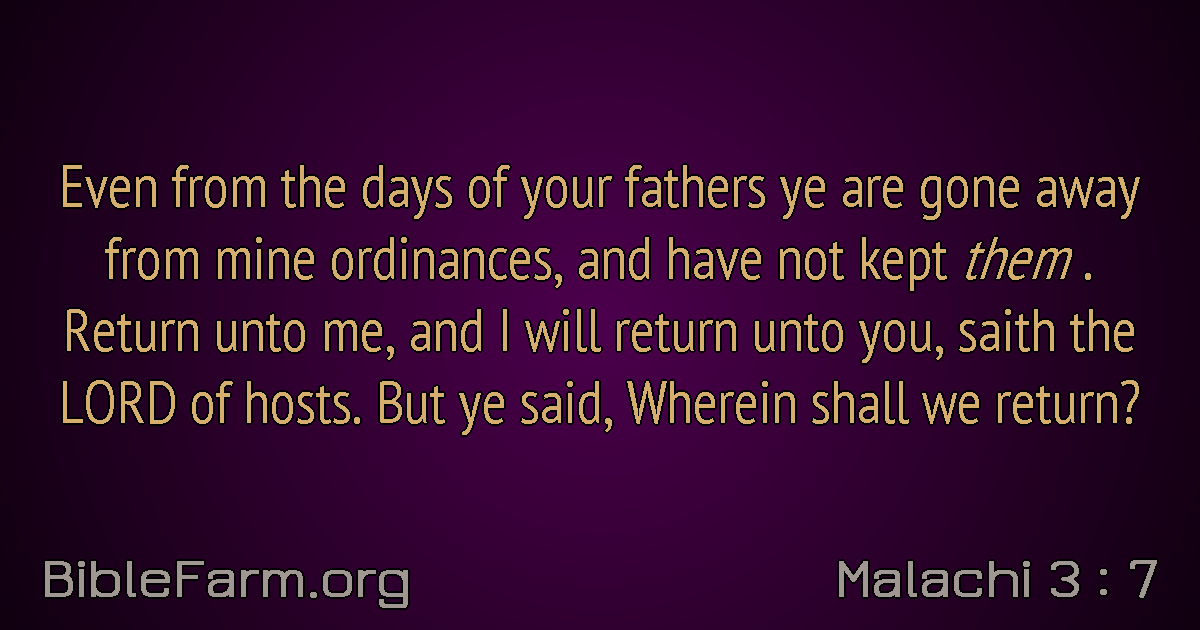 Even from the days of your fathers ye are gone away
from mine ordinances, and have not kept them .
Return unto me, and I will return unto you, saith the
LORD of hosts. But ye said, Wherein shall we return?
BibleFarm.org
Malachi 3 : 7